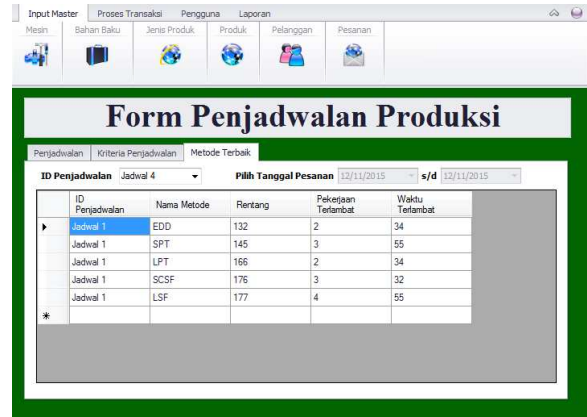 Input Master Proses Transaksi Pengguna Laporan
Mesin Bahan Baku Jenis Produk Produk Pelanggan Pesanan
Form Penjadwalan Produksi
Penjadwalan Kriteria Penjadwalan Metode Terbaik
ID Penjadwalan Jadwal 4 Pilih Tanggal Pesanan 12/11/2015 s/d 12/11/2015
ID Penjadwalan Nama Metode Rentang Pekerjaan Terlambat Waktu Terlambat
Jadwal 1 EDD 132 2 34
Jadwal 1 SPT 145 3 55
Jadwal 1 LPT 166 2 34
Jadwal 1 SCSF 176 3 32
Jadwal 1 LSF 177 4 55